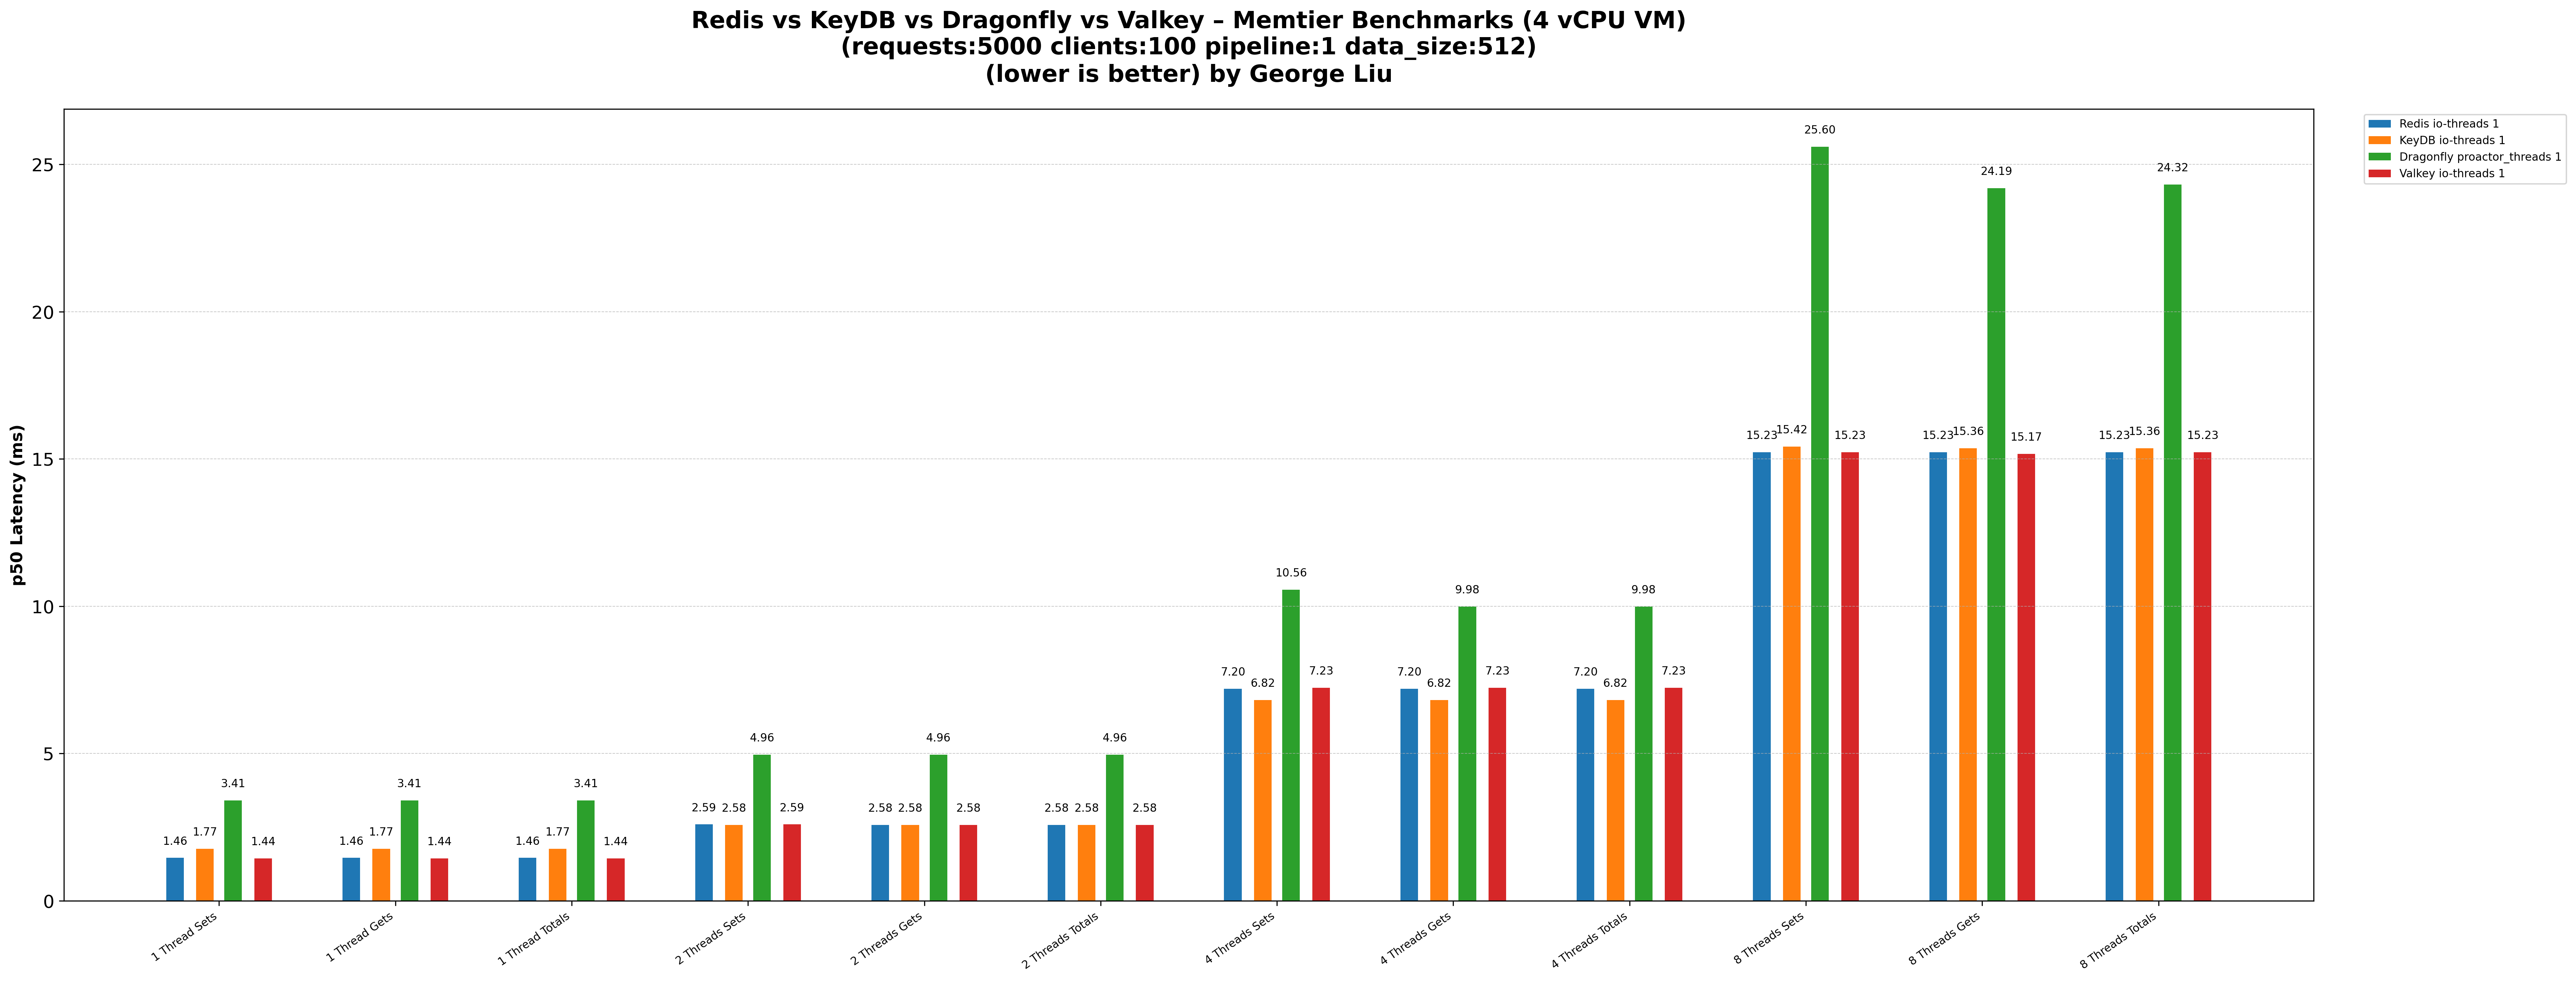 Redis vs KeyDB vs Dragonfly vs Valkey – Memtier Benchmarks (4 vCPU VM)
(requests:5000 clients:100 pipeline:1 data_size:512)
(lower is better) by George Liu
Redis io-threads 1
KeyDB io-threads 1
Dragonfly proactor_threads 1
Valkey io-threads 1
p50 Latency (ms)
25
20
15
10
5
0
1.46 1.77 3.41 1.44
1.46 1.77 3.41 1.44
1.46 1.77 3.41 1.44
2.59 2.58 4.96 2.59
2.58 2.58 4.96 2.58
2.58 2.58 4.96 2.58
7.20 6.82 10.56 7.23
7.20 6.82 9.98 7.23
7.20 6.82 9.98 7.23
15.23 15.42 25.60 15.23
15.23 15.36 24.19 15.17
15.23 15.36 24.32 15.23
1 Thread Sets
1 Thread Gets
1 Thread Totals
2 Threads Sets
2 Threads Gets
2 Threads Totals
4 Threads Sets
4 Threads Gets
4 Threads Totals
8 Threads Sets
8 Threads Gets
8 Threads Totals